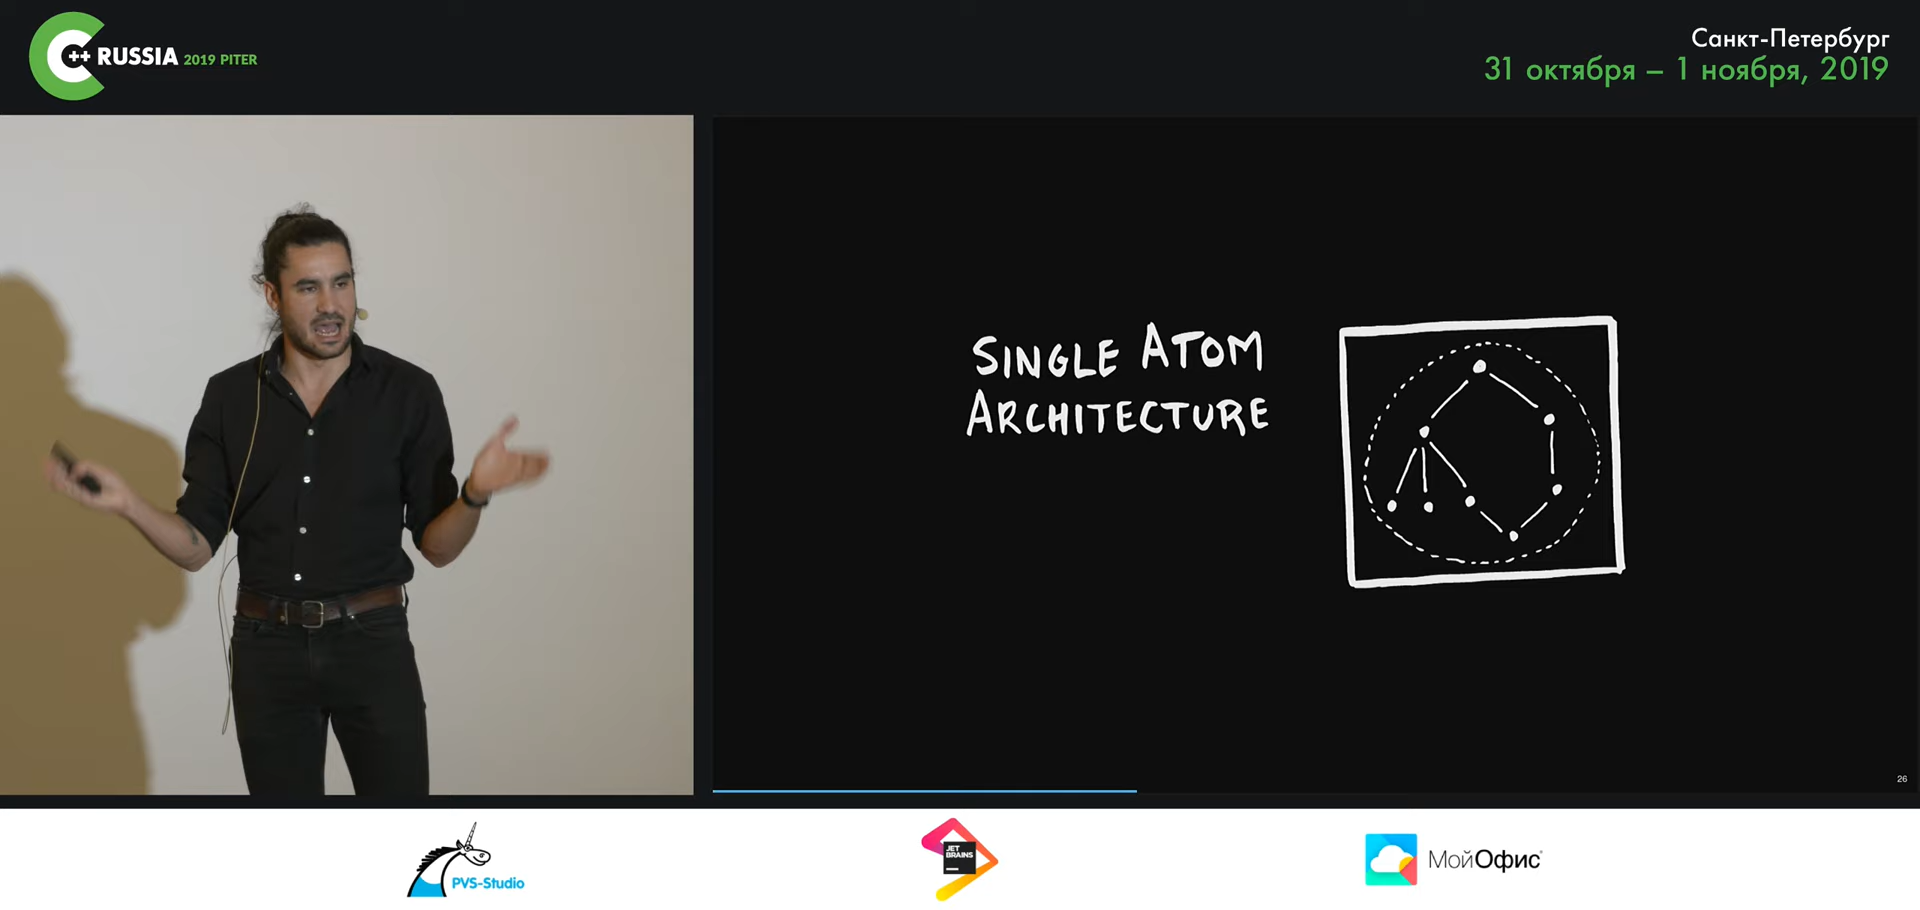 C++ RUSSIA 2019 PITER
Санкт-Петербург
31 октября – 1 ноября, 2019
SINGLE ATOM
ARCHITECTURE
26
PVS-Studio
JET
BRAINS
МойОфис